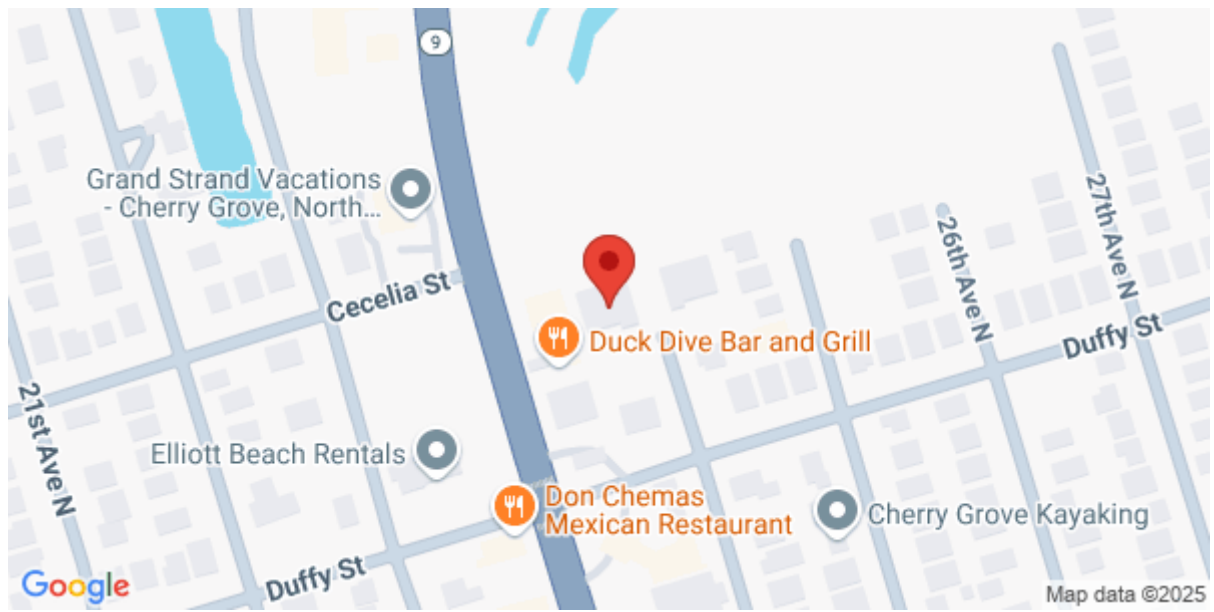 9
Grand Strand Vacations
- Cherry Grove, North...
Cecelia St
27th Ave N
26th Ave N
Duffy St
Duck Dive Bar and Grill
21st Ave N
Elliott Beach Rentals
Don Chemas
Mexican Restaurant
Cherry Grove Kayaking
Duffy St
Google
Map data ©2025